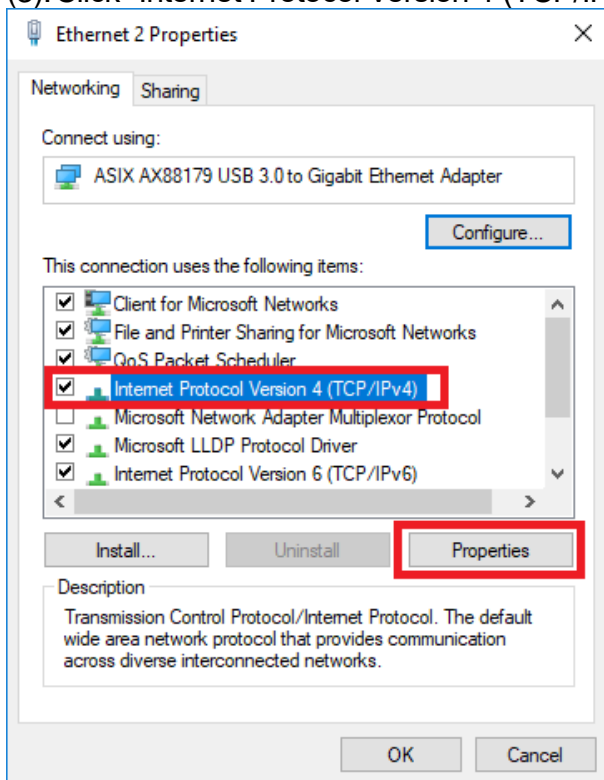 Ethernet 2 Properties
Networking Sharing
Connect using:
ASIX AX88179 USB 3.0 to Gigabit Ethernet Adapter
Configure...
This connection uses the following items:
Client for Microsoft Networks
File and Printer Sharing for Microsoft Networks
QoS Packet Scheduler
Internet Protocol Version 4 (TCP/IPv4)
Microsoft Network Adapter Multiplexor Protocol
Microsoft LLDP Protocol Driver
Internet Protocol Version 6 (TCP/IPv6)
Install... Uninstall Properties
Description
Transmission Control Protocol/Internet Protocol. The default
wide area network protocol that provides communication
across diverse interconnected networks.
OK Cancel